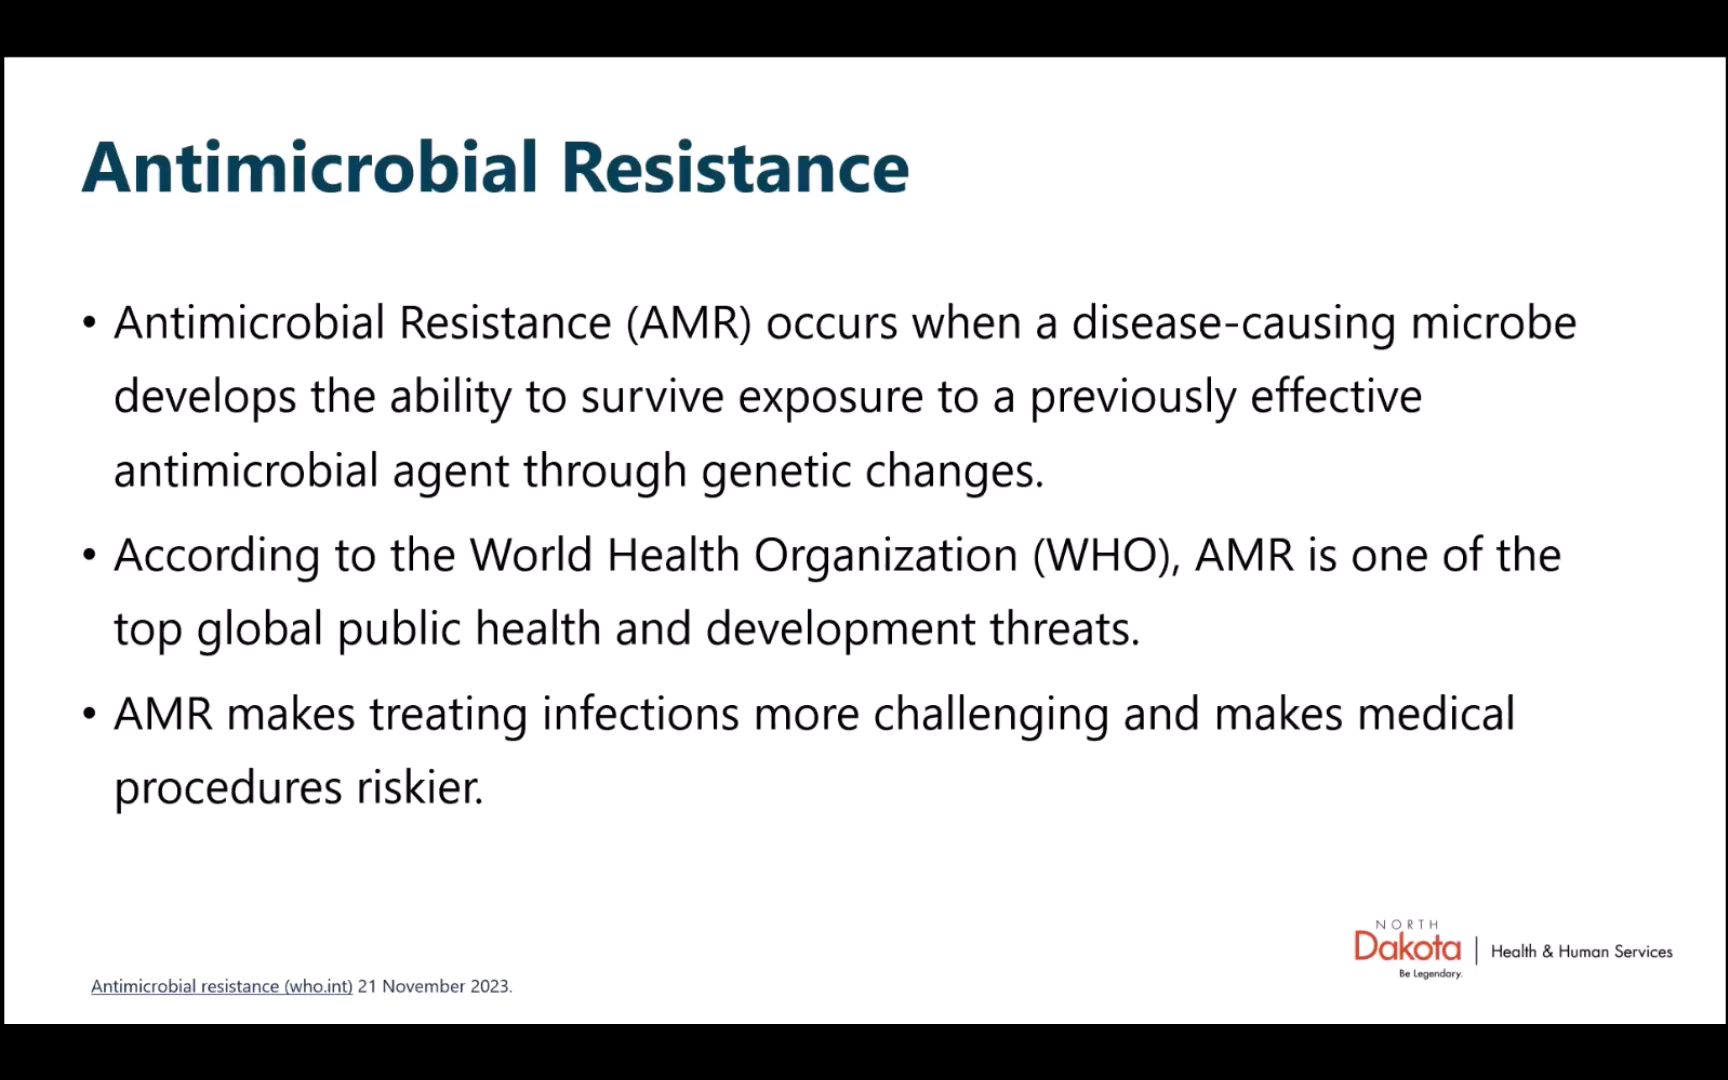 Antimicrobial Resistance
• Antimicrobial Resistance (AMR) occurs when a disease-causing microbe
develops the ability to survive exposure to a previously effective
antimicrobial agent through genetic changes.
• According to the World Health Organization (WHO), AMR is one of the
top global public health and development threats.
• AMR makes treating infections more challenging and makes medical
procedures riskier.
NORTH
Dakota | Health & Human Services
Be Legendary.
Antimicrobial resistance (who.int) 21 November 2023.